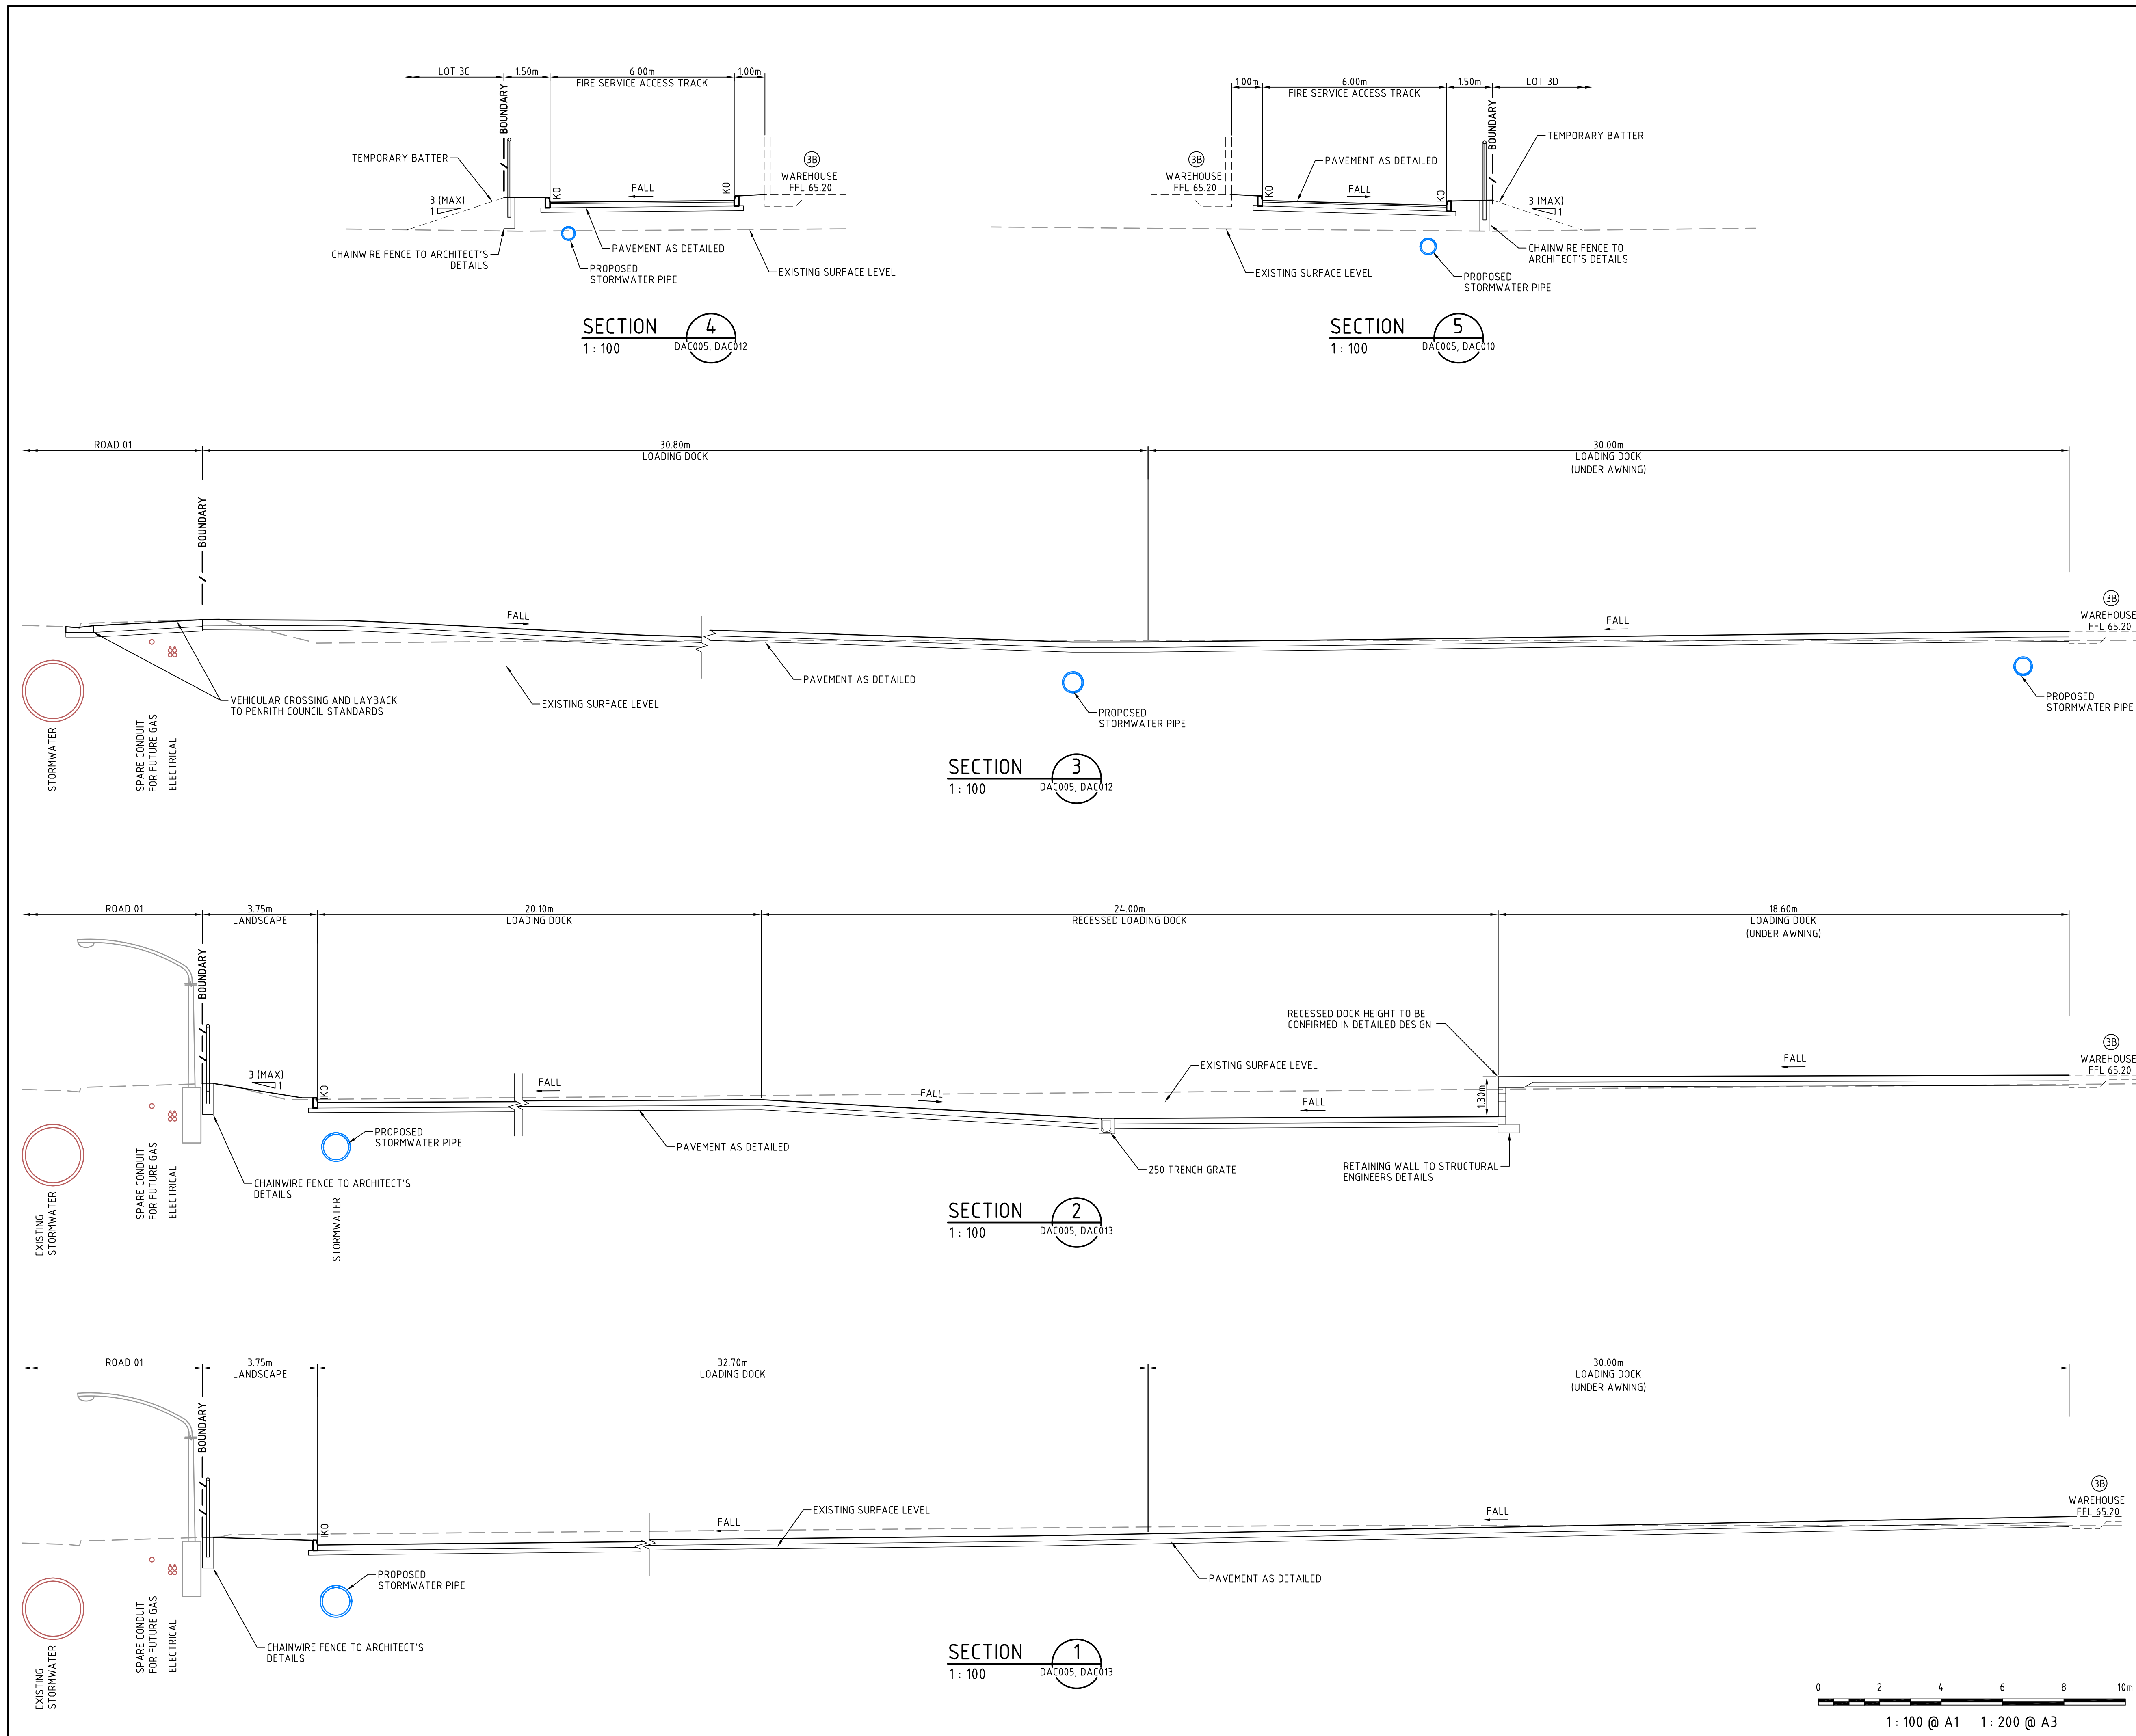 LOT 3C
1.50m
6.00m
FIRE SERVICE ACCESS TRACK
1.00m
BOUNDARY
TEMPORARY BATTER
3 (MAX)
1
KO
FALL
KO
3B
WAREHOUSE
FFL 65.20
CHAINWIRE FENCE TO ARCHITECT'S
DETAILS
PAVEMENT AS DETAILED
PROPOSED
STORMWATER PIPE
EXISTING SURFACE LEVEL
SECTION 4
1 : 100
DAC005, DAC012
1.00m
6.00m
FIRE SERVICE ACCESS TRACK
1.50m
LOT 3D
BOUNDARY
TEMPORARY BATTER
3B
WAREHOUSE
FFL 65.20
KO
PAVEMENT AS DETAILED
FALL
KO
3 (MAX)
1
CHAINWIRE FENCE TO
ARCHITECT'S DETAILS
EXISTING SURFACE LEVEL
PROPOSED
STORMWATER PIPE
SECTION 5
1 : 100
DAC005, DAC010
ROAD 01
30.80m
LOADING DOCK
30.00m
LOADING DOCK
(UNDER AWNING)
BOUNDARY
FALL
FALL
3B
WAREHOUSE
FFL 65.20
VEHICULAR CROSSING AND LAYBACK
TO PENRITH COUNCIL STANDARDS
EXISTING SURFACE LEVEL
PAVEMENT AS DETAILED
PROPOSED
STORMWATER PIPE
PROPOSED
STORMWATER PIPE
STORMWATER
SPARE CONDUIT
FOR FUTURE GAS
ELECTRICAL
SECTION 3
1 : 100
DAC005, DAC012
ROAD 01
3.75m
LANDSCAPE
20.10m
LOADING DOCK
24.00m
RECESSED LOADING DOCK
18.60m
LOADING DOCK
(UNDER AWNING)
BOUNDARY
3 (MAX)
1
KO
FALL
FALL
EXISTING SURFACE LEVEL
RECESSED DOCK HEIGHT TO BE
CONFIRMED IN DETAILED DESIGN
FALL
1.30m
FALL
3B
WAREHOUSE
FFL 65.20
PROPOSED
STORMWATER PIPE
PAVEMENT AS DETAILED
250 TRENCH GRATE
RETAINING WALL TO STRUCTURAL
ENGINEERS DETAILS
CHAINWIRE FENCE TO ARCHITECT'S
DETAILS
EXISTING
STORMWATER
SPARE CONDUIT
FOR FUTURE GAS
ELECTRICAL
STORMWATER
SECTION 2
1 : 100
DAC005, DAC013
ROAD 01
3.75m
LANDSCAPE
32.70m
LOADING DOCK
30.00m
LOADING DOCK
(UNDER AWNING)
BOUNDARY
IKO
FALL
EXISTING SURFACE LEVEL
FALL
3B
WAREHOUSE
FFL 65.20
PROPOSED
STORMWATER PIPE
PAVEMENT AS DETAILED
CHAINWIRE FENCE TO ARCHITECT'S
DETAILS
EXISTING
STORMWATER
SPARE CONDUIT
FOR FUTURE GAS
ELECTRICAL
SECTION 1
1 : 100
DAC005, DAC013
0 2 4 6 8 10m
1 : 100 @ A1 1 : 200 @ A3